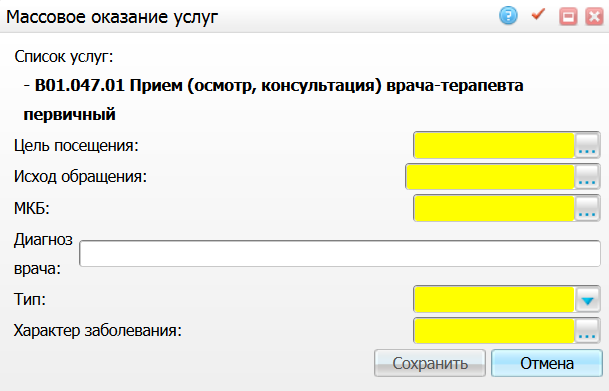 Массовое оказание услуг
Список услуг:
- B01.047.01 Прием (осмотр, консультация) врача-терапевта
первичный
Цель посещения:
Исход обращения:
МКБ:
Диагноз
врача:
Тип:
Характер заболевания:
Сохранить Отмена